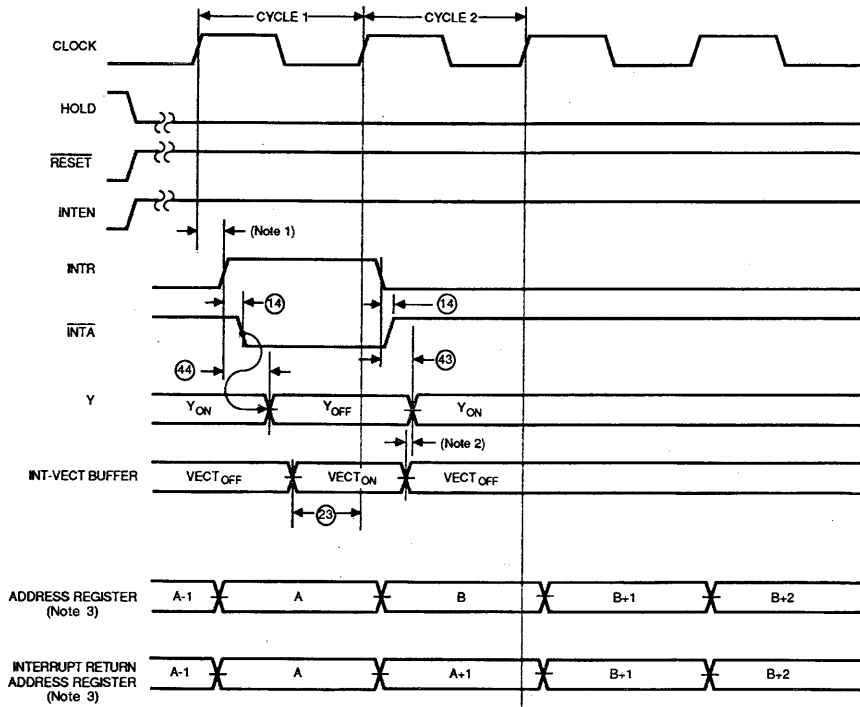 CYCLE 1 CYCLE 2
CLOCK
HOLD
RESET
INTEN
(Note 1)
INTR
14 14
INTA
44 43
Y YON YOFF YON
(Note 2)
INT-VECT BUFFER VECTOFF VECTON VECTOFF
23
ADDRESS REGISTER A-1 A B B+1 B+2
(Note 3)
INTERRUPT RETURN
ADDRESS REGISTER A-1 A A+1 B+1 B+2
(Note 3)